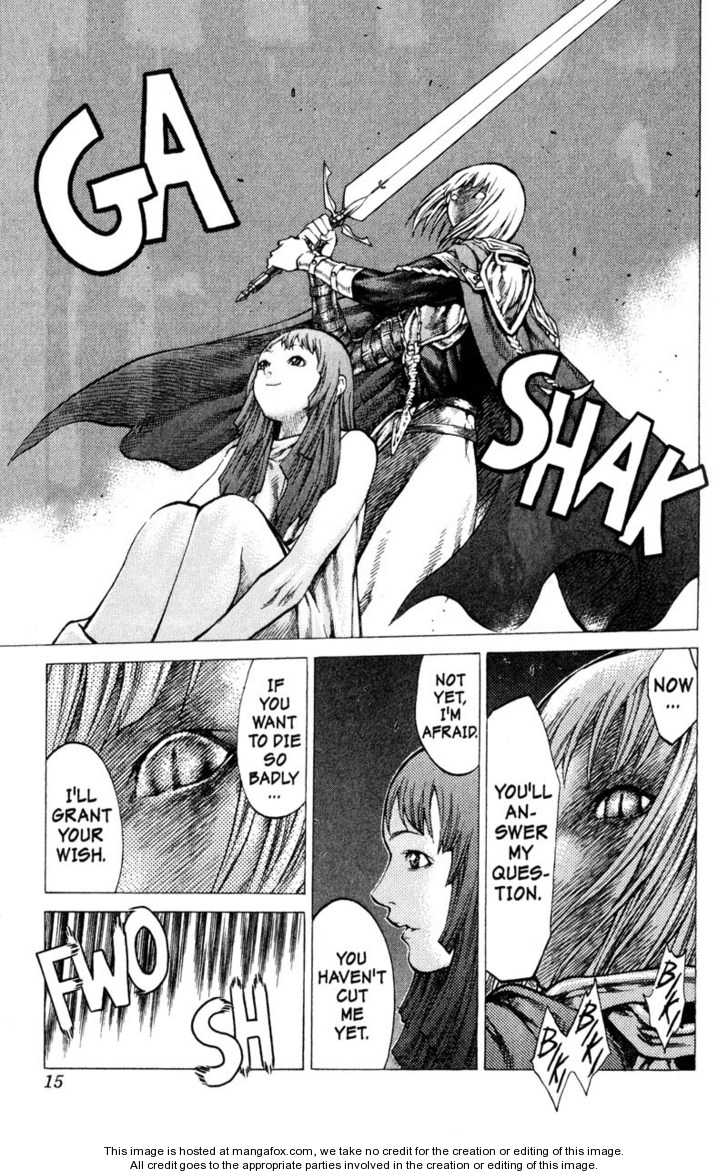 GA
SHAK
NOW
...
YOU'LL
AN-
SWER
MY
QUES-
TION.
BIKI
BIKI
BIKI
NOT
YET,
I'M
AFRAID.
YOU
HAVEN'T
CUT
ME
YET.
IF
YOU
WANT
TO DIE
SO
BADLY
...
I'LL
GRANT
YOUR
WISH.
FWO
SH
15
This image is hosted at mangafox.com, we take no credit for the creation or editing of this image.
All credit goes to the appropriate parties involved in the creation or editing of this image.